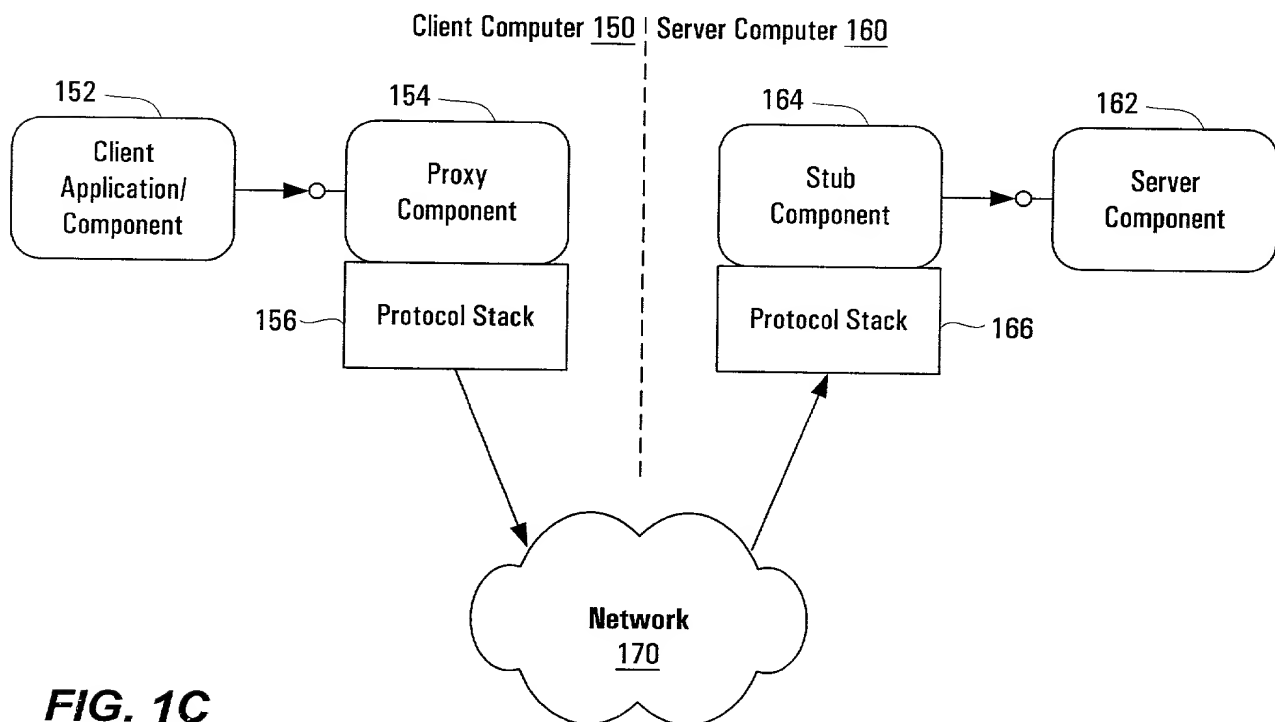 Client Computer 150
Server Computer 160
152
154
164
162
Client
Application/
Component
Proxy
Component
Stub
Component
Server
Component
156
Protocol Stack
Protocol Stack
166
Network
170
FIG. 1C